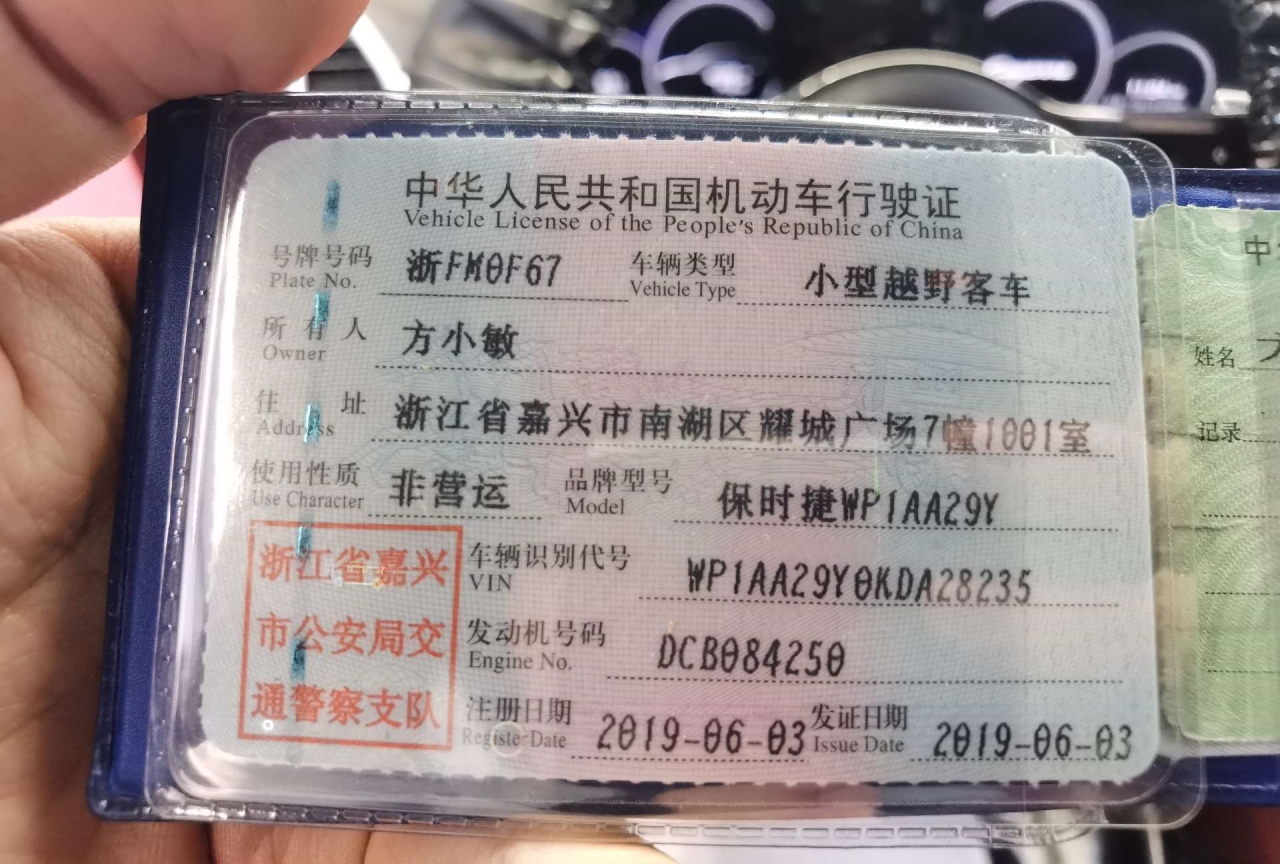 中华人民共和国机动车行驶证
Vehicle License of the People's Republic of China
号牌号码 浙FM0F67 车辆类型 小型越野客车
Plate No. Vehicle Type
所有人 方小敏
Owner
住址 浙江省嘉兴市南湖区耀城广场7幢1001室
Address
使用性质 非营运 品牌型号 保时捷WP1AA29Y
Use Character Model
浙江省嘉兴
市公安局交
通警察支队
车辆识别代号 WP1AA29Y0KDA28235
VIN
发动机号码 DCB084250
Engine No.
注册日期 2019-06-03 发证日期 2019-06-03
Register Date Issue Date
中
姓名
记录